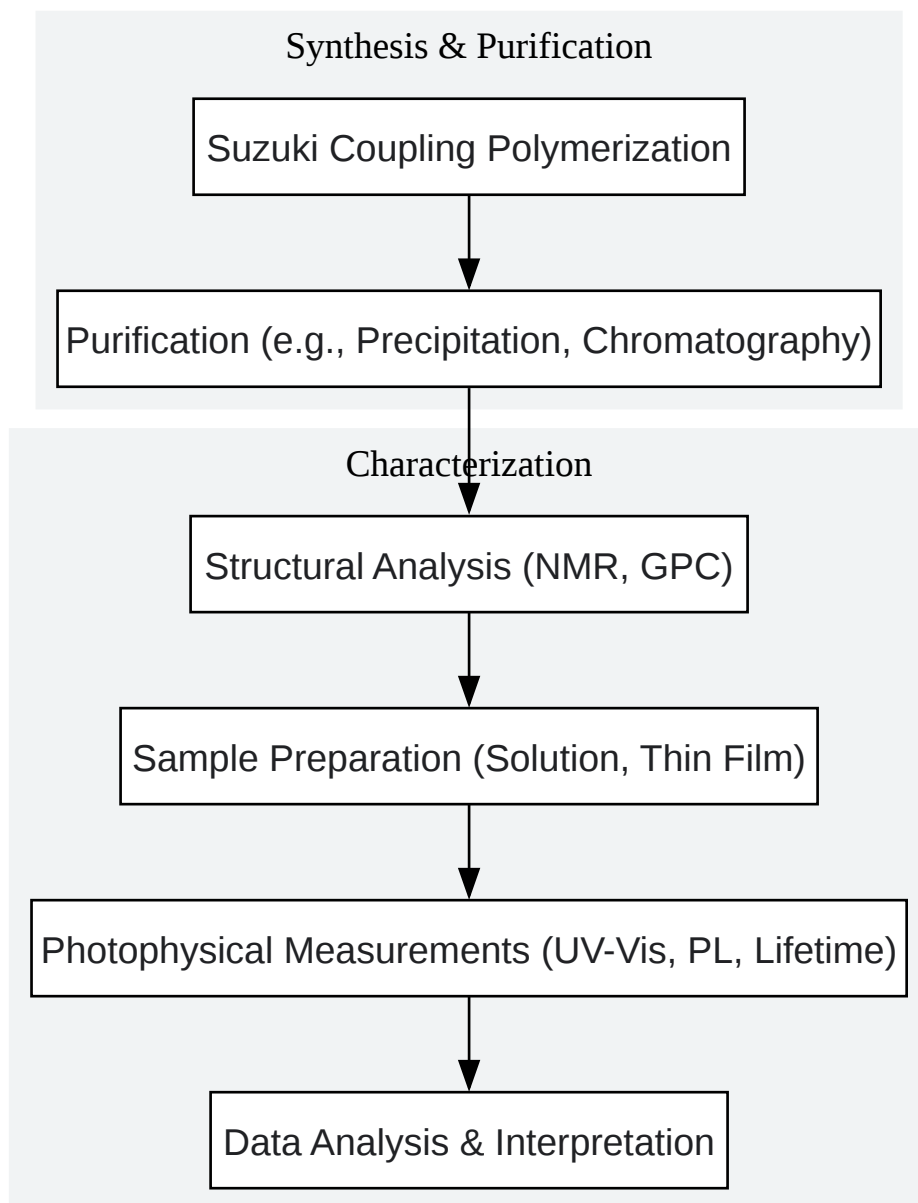 Synthesis & Purification
Suzuki Coupling Polymerization
Purification (e.g., Precipitation, Chromatography)
Characterization
Structural Analysis (NMR, GPC)
Sample Preparation (Solution, Thin Film)
Photophysical Measurements (UV-Vis, PL, Lifetime)
Data Analysis & Interpretation